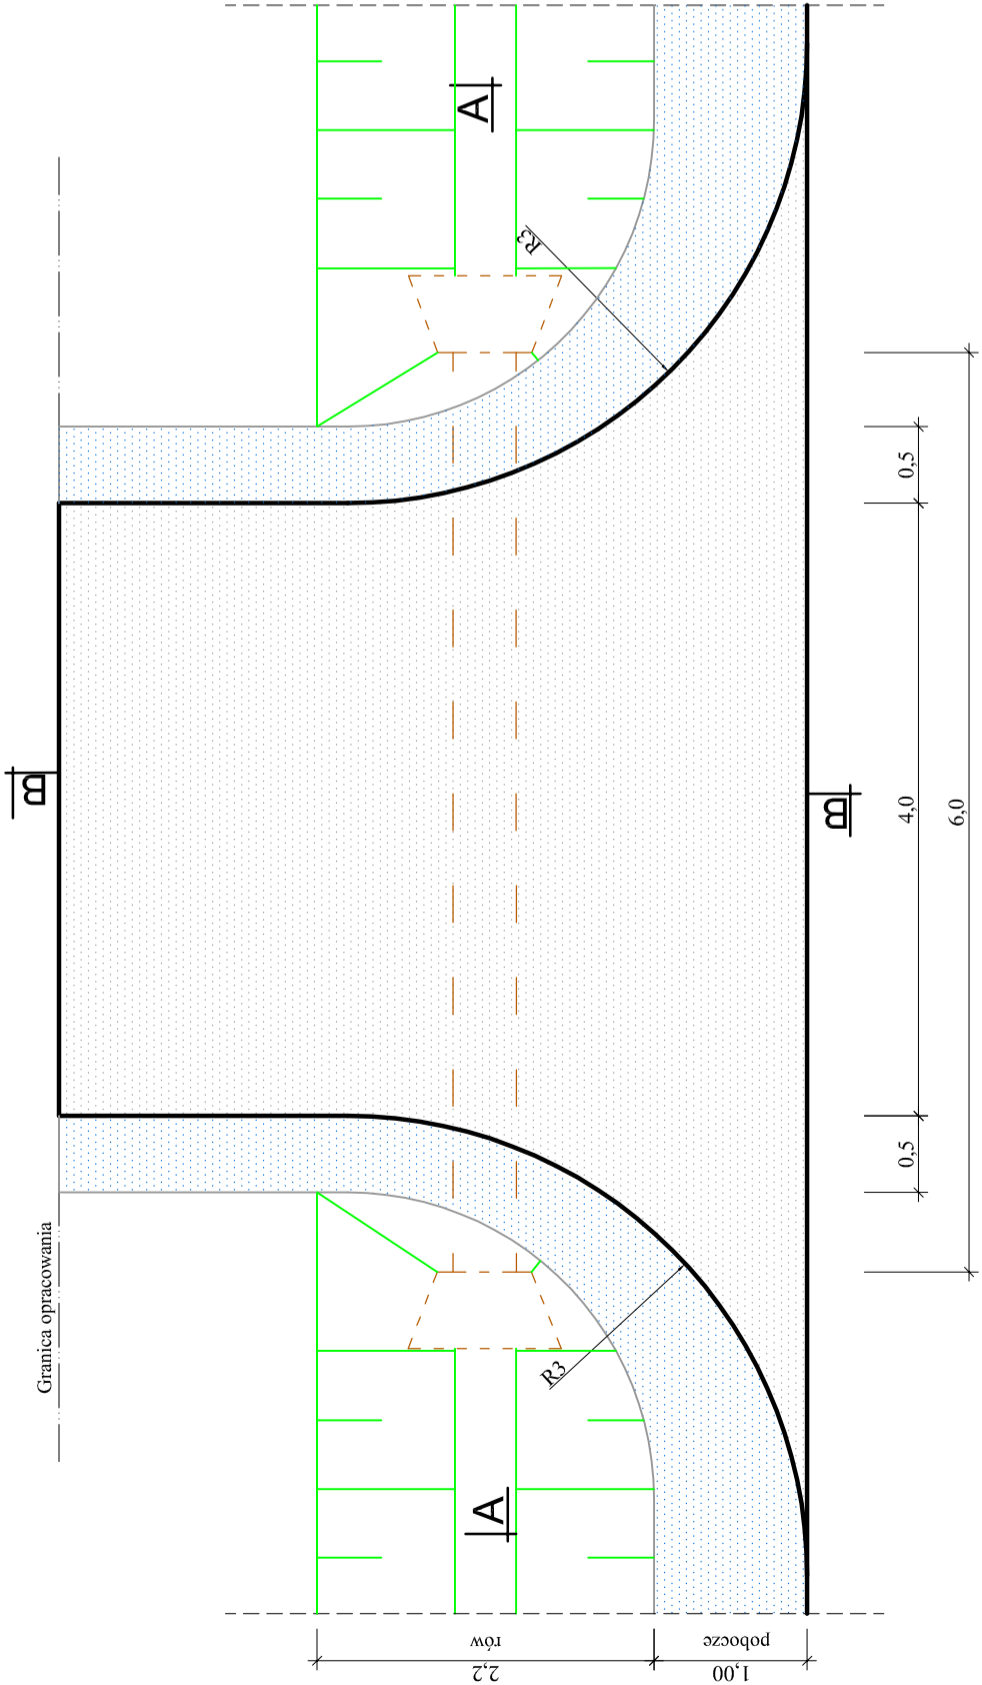 A
R3
0,5
B
4,0
6,0
B
0,5
Granica opracowania
R3
A
rów
2,2
pobocze
1,00